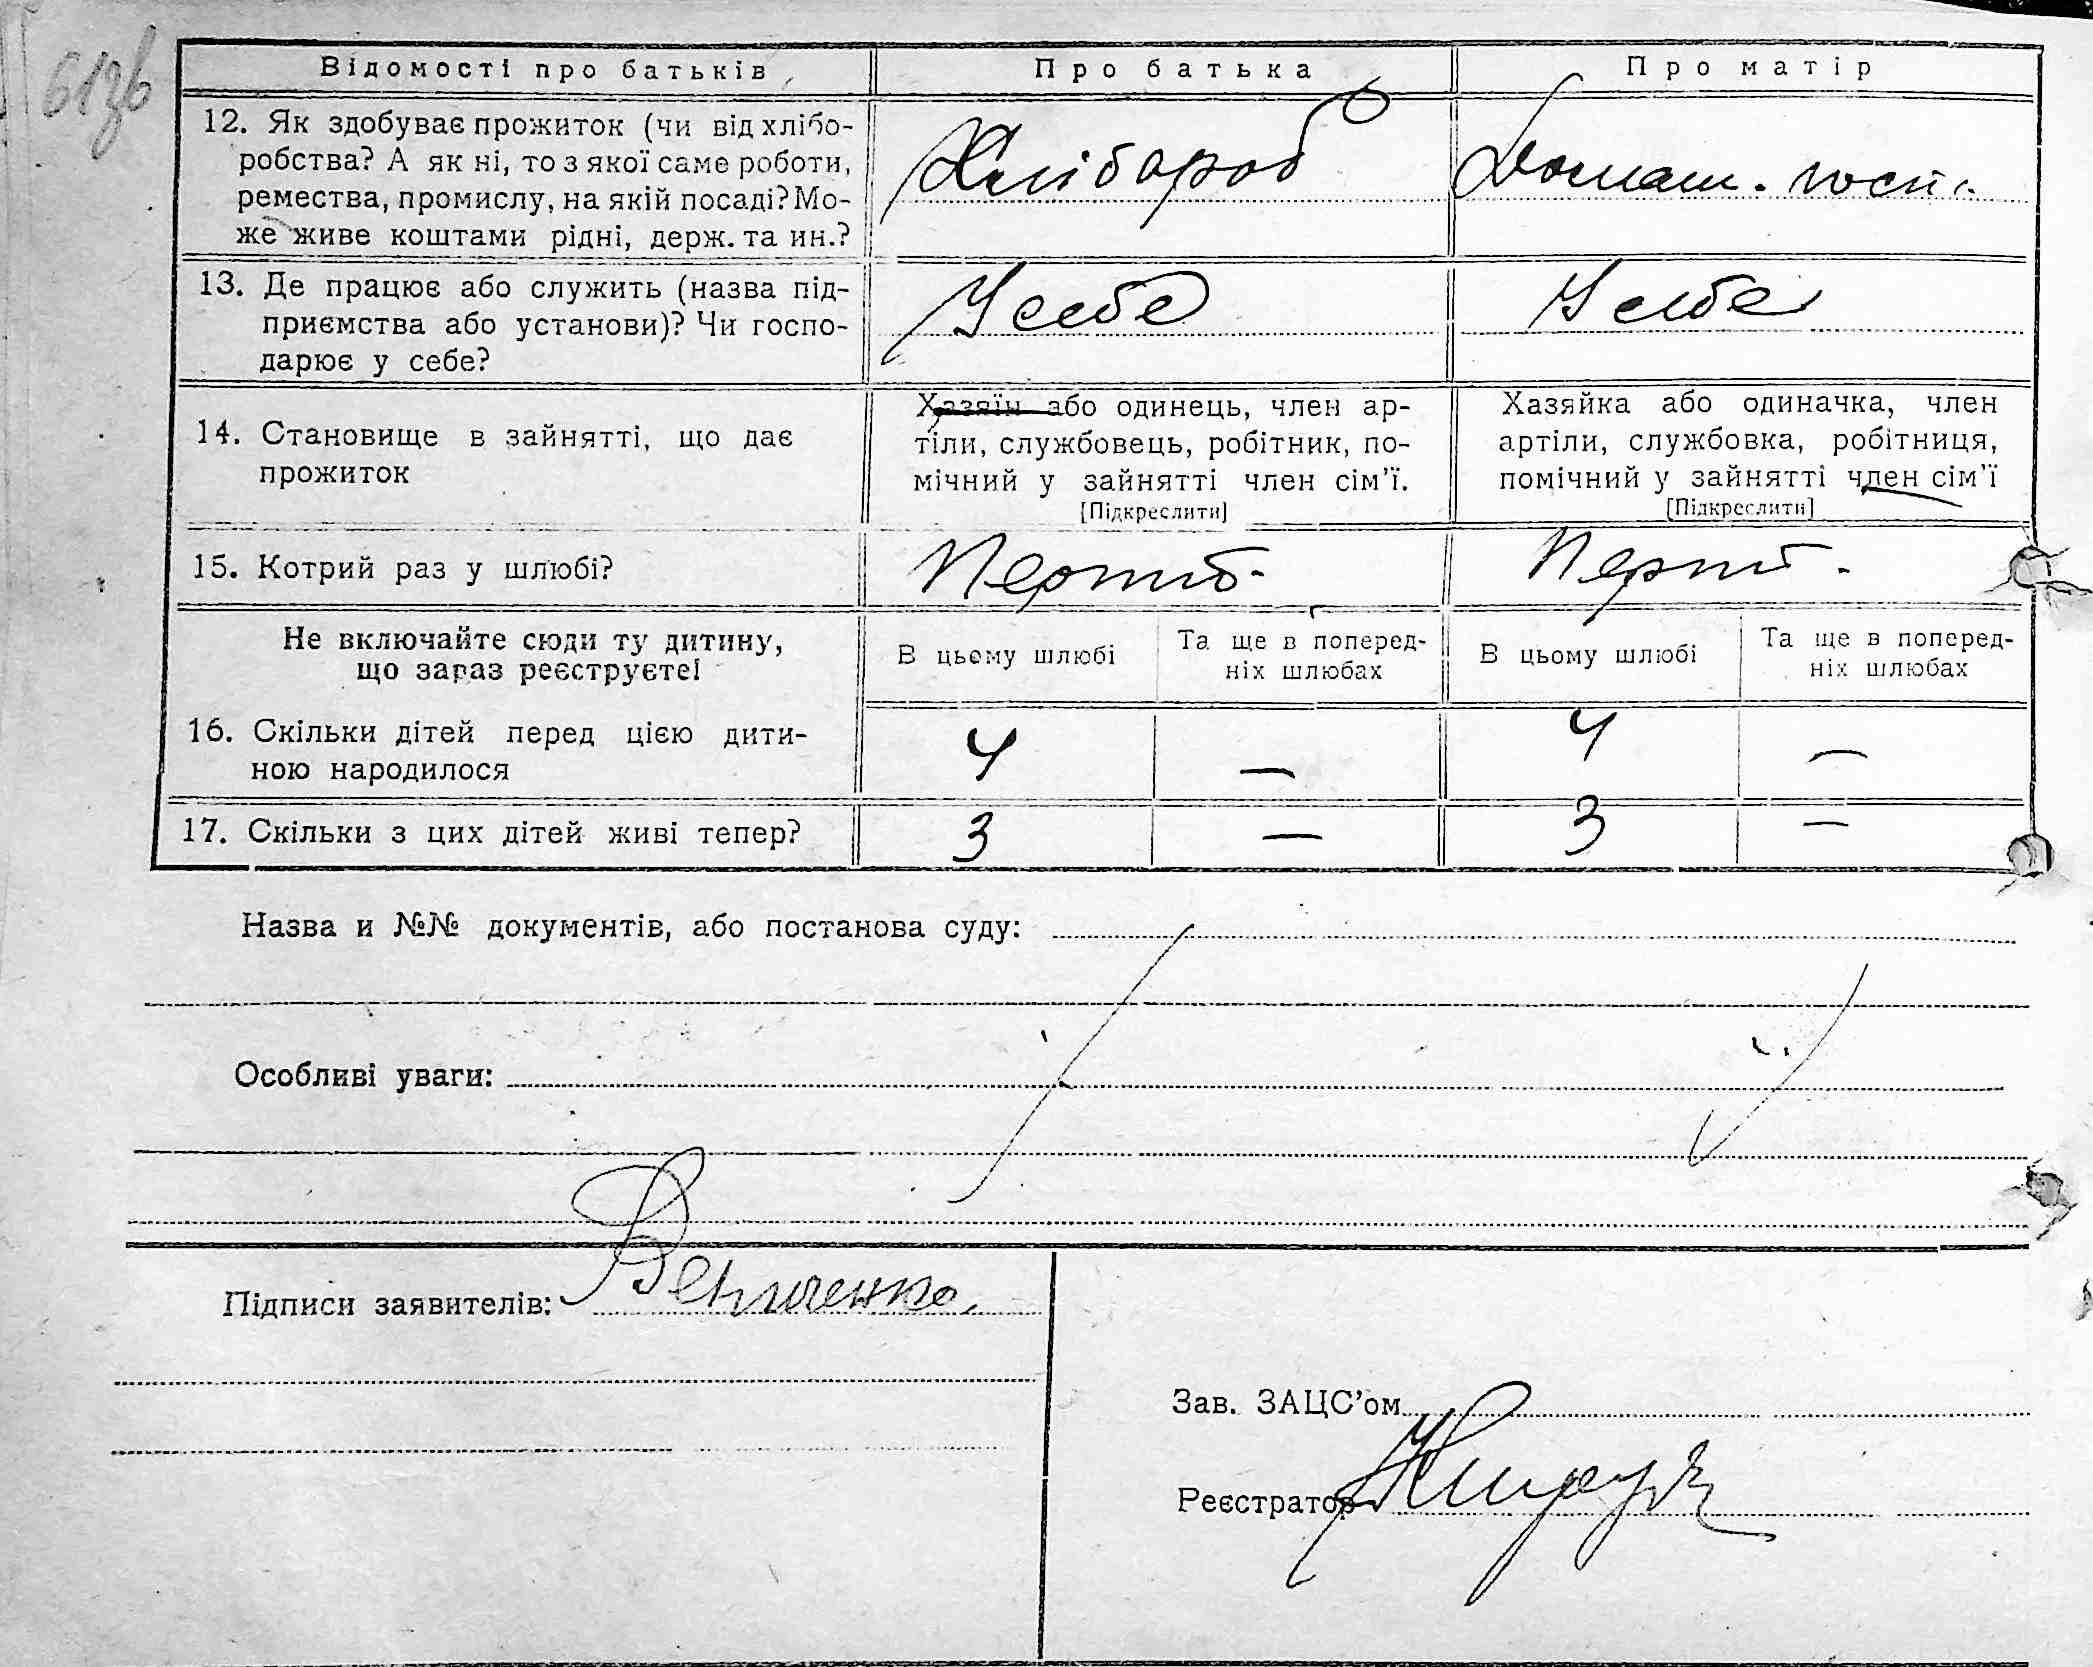 Відомості про батьків
Про батька
Про матір
12. Як здобуває прожиток (чи від хлібо-
робства? А як ні, то з якої саме роботи,
ремества, промислу, на якій посаді? Мо-
же живе коштами рідні, держ. та ин.?
Хлібороб
Домаш. госп.
13. Де працює або служить (назва під-
приємства або установи)? Чи госпо-
дарює у себе?
У себе
У себе
14. Становище в зайнятті, що дає
прожиток
Хазяїн або одинець, член ар-
тіли, службовець, робітник, по-
мічний у зайнятті член сім'ї.
[Підкреслити]
Хазяйка або одиначка, член
артіли, службовка, робітниця,
помічний у зайнятті член сім'ї
[Підкреслити]
15. Котрий раз у шлюбі?
Не включайте сюди ту дитину,
що зараз реєструєте!
В цьому шлюбі
Та ще в поперед-
ніх шлюбах
В цьому шлюбі
Та ще в поперед-
ніх шлюбах
16. Скільки дітей перед цією дити-
ною народилося
4
—
4
—
17. Скільки з цих дітей живі тепер?
3
—
3
—
Назва и №№ документів, або постанова суду:
Особливі уваги:
Підписи заявителів:
Зав. ЗАЦС'ом
Реєстратор